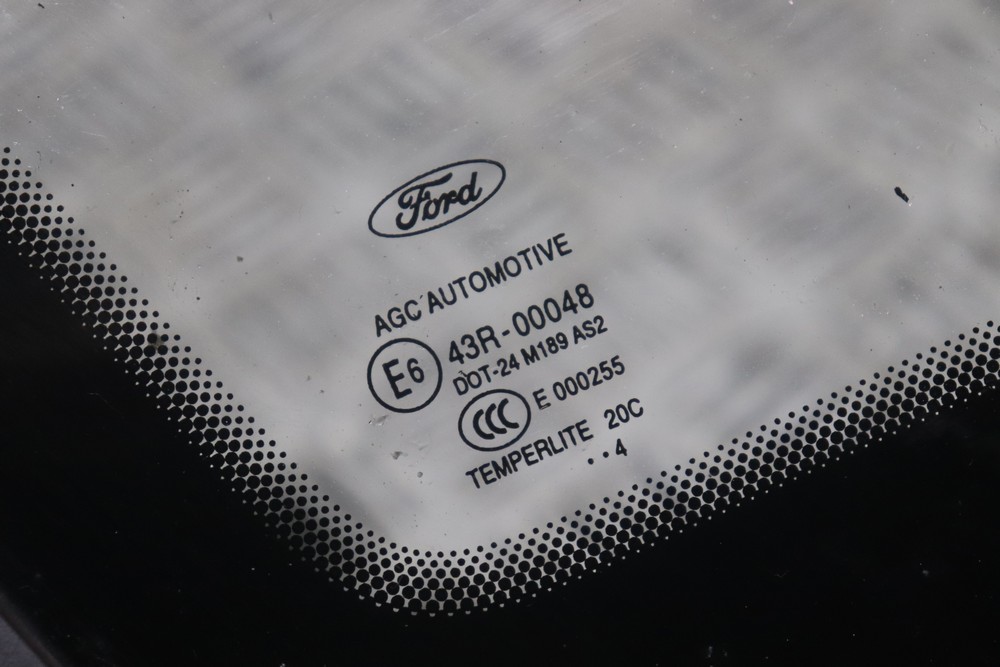 Ford
AGC AUTOMOTIVE
E6 43R-00048
DOT-24 M189 AS2
CCC E 000255
TEMPERLITE 20C
..4